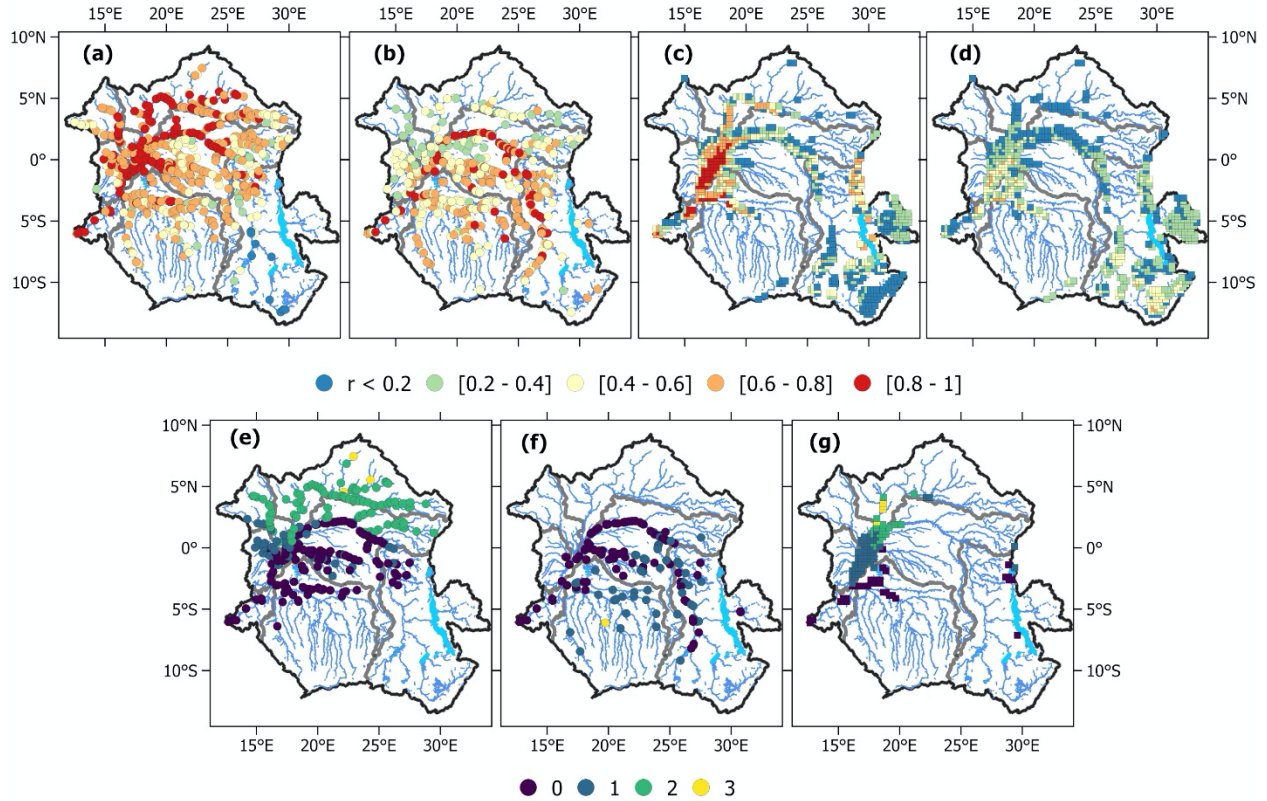 15°E 20°E 25°E 30°E 15°E 20°E 25°E 30°E 15°E 20°E 25°E 30°E 15°E 20°E 25°E 30°E
10°N (a) (b) (c) (d) 10°N
5°N 5°N
0° 0°
5°S 5°S
10°S 10°S
r < 0.2 [0.2 - 0.4] [0.4 - 0.6] [0.6 - 0.8] [0.8 - 1]
10°N (e) (f) (g) 10°N
5°N 5°N
0° 0°
5°S 5°S
10°S 10°S
15°E 20°E 25°E 30°E 15°E 20°E 25°E 30°E 15°E 20°E 25°E 30°E
0 1 2 3